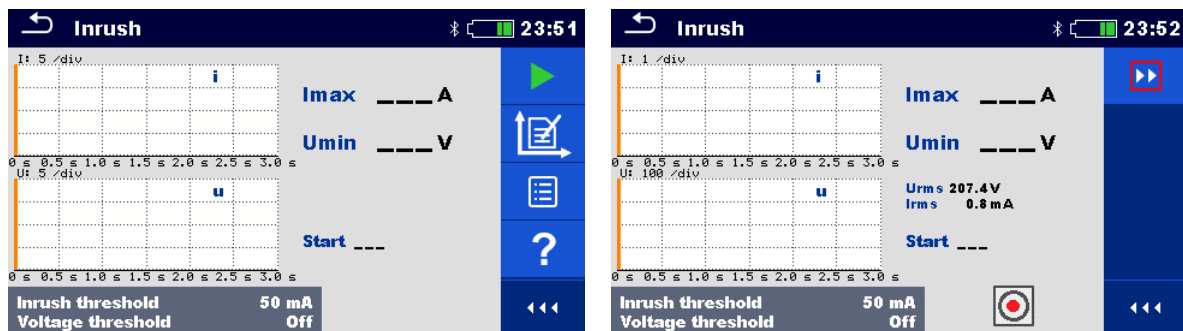 Inrush 23:51
I: 5 /div
i
Imax ___ A
Umin ___ V
0 s 0.5 s 1.0 s 1.5 s 2.0 s 2.5 s 3.0 s
U: 5 /div
u
Start ___
?
0 s 0.5 s 1.0 s 1.5 s 2.0 s 2.5 s 3.0 s
Inrush threshold 50 mA
Voltage threshold Off
Inrush 23:52
I: 1 /div
i
Imax ___ A
Umin ___ V
0 s 0.5 s 1.0 s 1.5 s 2.0 s 2.5 s 3.0 s
U: 100 /div
u
Urms 207.4 V
Irms 0.8 mA
Start ___
0 s 0.5 s 1.0 s 1.5 s 2.0 s 2.5 s 3.0 s
Inrush threshold 50 mA
Voltage threshold Off